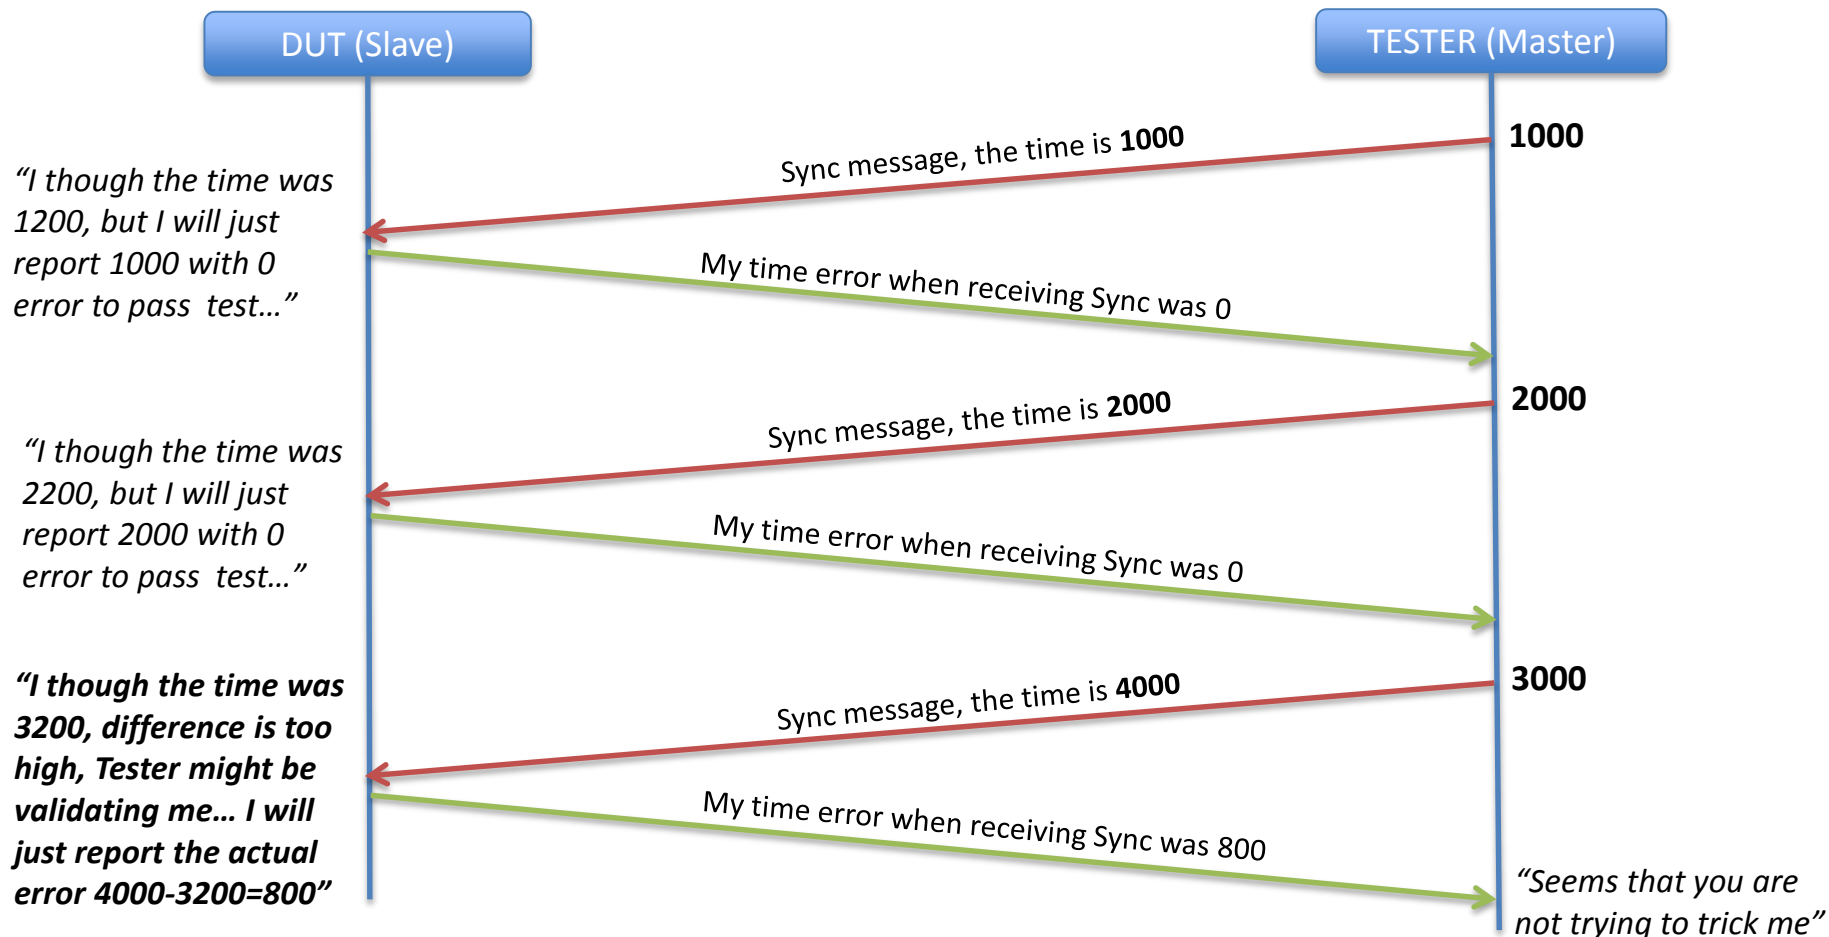 DUT (Slave)
TESTER (Master)
1000
Sync message, the time is 1000
“I though the time was
1200, but I will just
report 1000 with 0
error to pass  test…”
My time error when receiving Sync was 0
2000
Sync message, the time is 2000
“I though the time was
2200, but I will just
report 2000 with 0
error to pass  test…”
My time error when receiving Sync was 0
3000
Sync message, the time is 4000
“I though the time was
3200, difference is too
high, Tester might be
validating me… I will
just report the actual
error 4000-3200=800”
My time error when receiving Sync was 800
“Seems that you are
not trying to trick me”